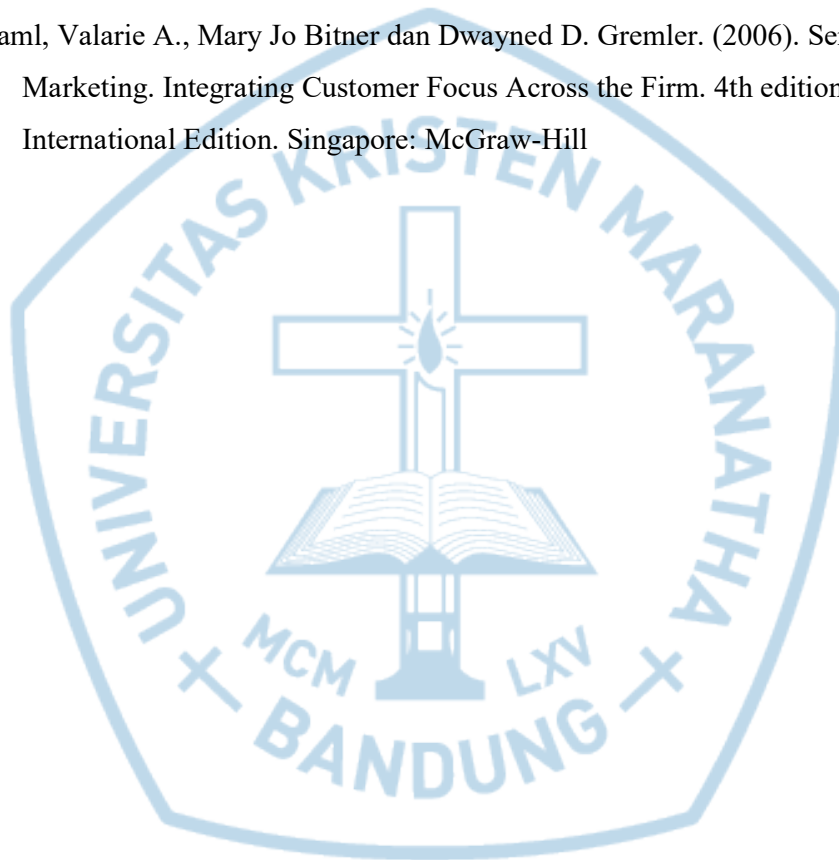 aml, Valarie A., Mary Jo Bitner dan Dwayned D. Gremler. (2006). Se
Marketing. Integrating Customer Focus Across the Firm. 4th edition
International Edition. Singapore: McGraw-Hill
UNIVERSITAS KRISTEN MARANATHA
MCM LXV
BANDUNG